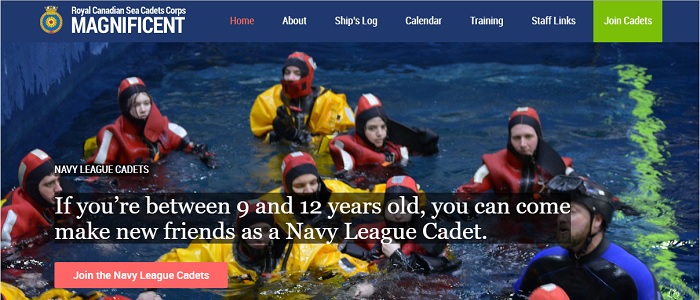 Royal Canadian Sea Cadets Corps
MAGNIFICENT
Home About Ship's Log Calendar Training Staff Links Join Cadets
NAVY LEAGUE CADETS
If you're between 9 and 12 years old, you can come
make new friends as a Navy League Cadet.
Join the Navy League Cadets